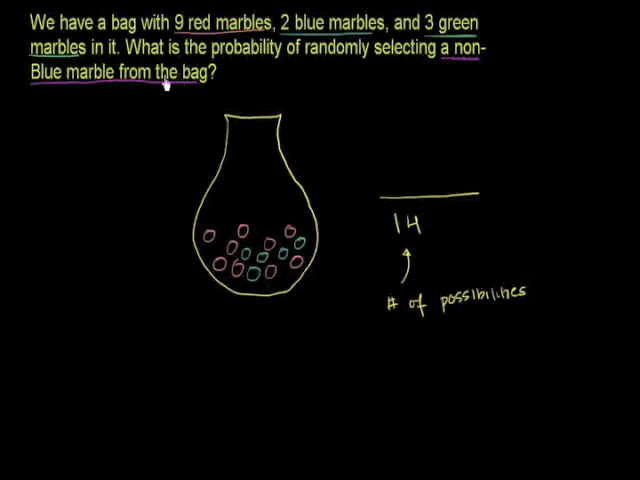 We have a bag with 9 red marbles, 2 blue marbles, and 3 green
marbles in it. What is the probability of randomly selecting a non-
Blue marble from the bag?
14
# of possibilities